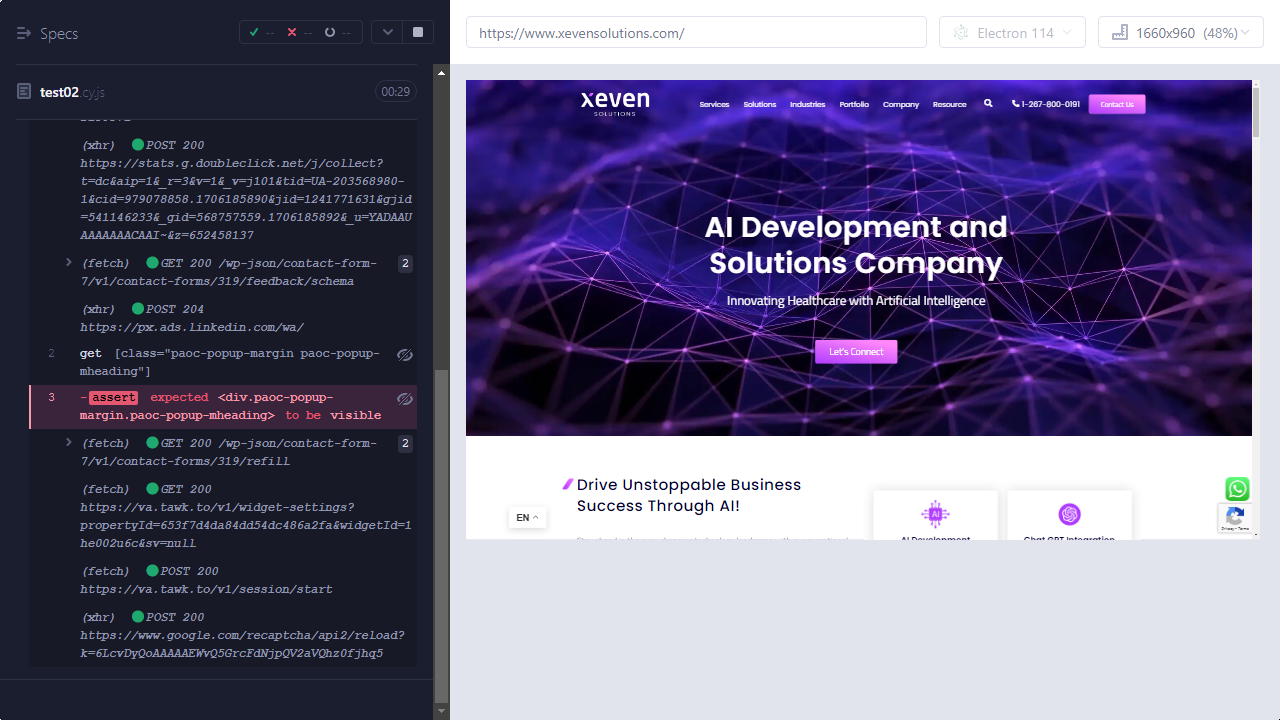 Specs
-- -- --
test02.cy.js
00:29
(xhr) POST 200
https://stats.g.doubleclick.net/j/collect?
t=dc&aip=1&_r=3&v=1&_v=j101&tid=UA-203568980-
1&cid=979078858.1706185890&jid=1241771631&gjid
=541146233&_gid=568757559.1706185892&_u=YADAAU
AAAAAAACAAI~&z=652458137
(fetch) GET 200 /wp-json/contact-form-
7/v1/contact-forms/319/feedback/schema
2
(xhr) POST 204
https://px.ads.linkedin.com/wa/
2 get [class="paoc-popup-margin paoc-popup-
mheading"]
3 -assert expected <div.paoc-popup-
margin.paoc-popup-mheading> to be visible
(fetch) GET 200 /wp-json/contact-form-
7/v1/contact-forms/319/refill
2
(fetch) GET 200
https://va.tawk.to/v1/widget-settings?
propertyId=653f7d4da84dd54dc486a2fa&widgetId=1
he002u6c&sv=null
(fetch) POST 200
https://va.tawk.to/v1/session/start
(xhr) POST 200
https://www.google.com/recaptcha/api2/reload?
k=6LcvDyQoAAAAAEWvQ5GrcFdNjpQV2aVQhz0fjhq5
https://www.xevensolutions.com/
Electron 114
1660x960 (48%)
xeven
SOLUTIONS
Services Solutions Industries Portfolio Company Resource
1-267-800-0191
Contact Us
AI Development and
Solutions Company
Innovating Healthcare with Artificial Intelligence
Let's Connect
Drive Unstoppable Business
Success Through AI!
EN
AI
AI Development
Chat GPT Integration
Privacy - Terms